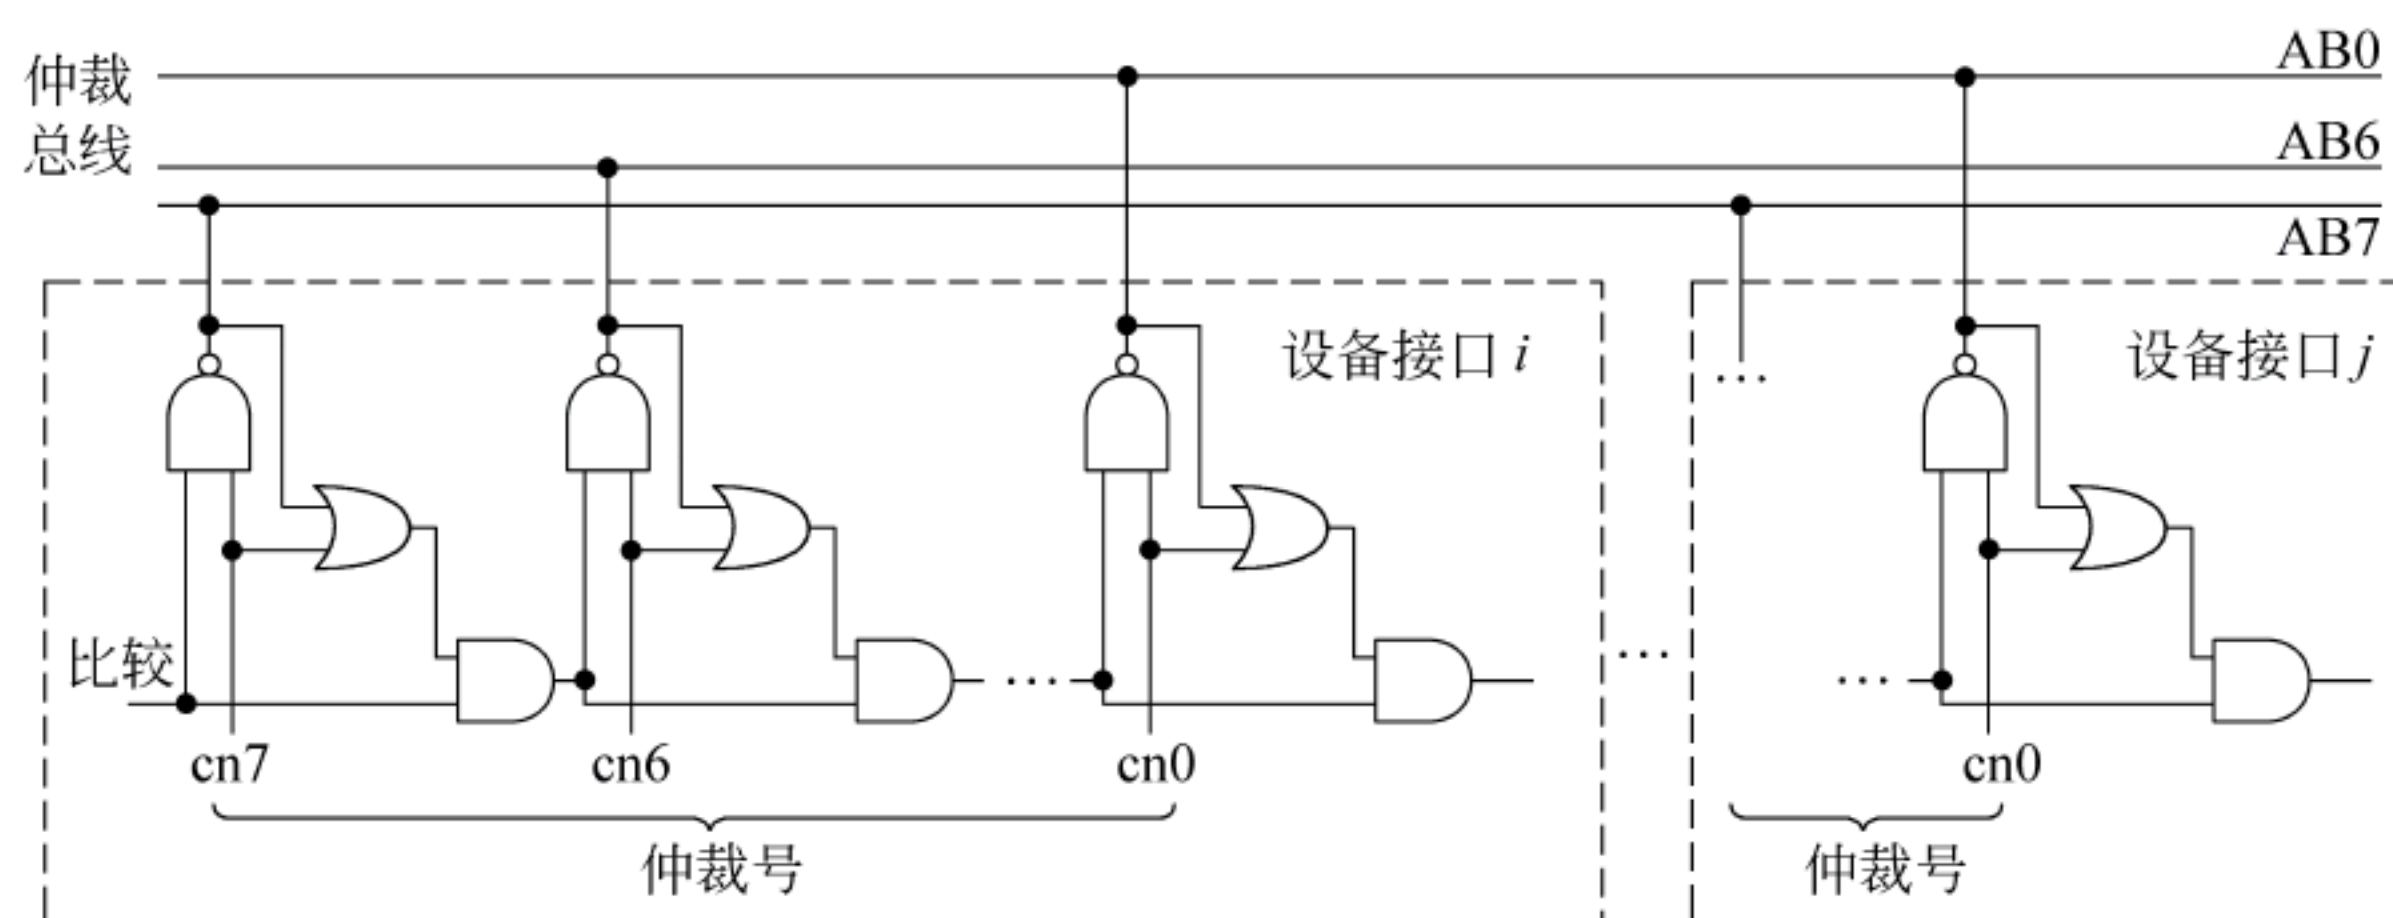 仲裁
总线
AB0
AB6
AB7
设备接口 i
…
设备接口 j
比较
…
…
…
cn7
cn6
cn0
cn0
仲裁号
仲裁号